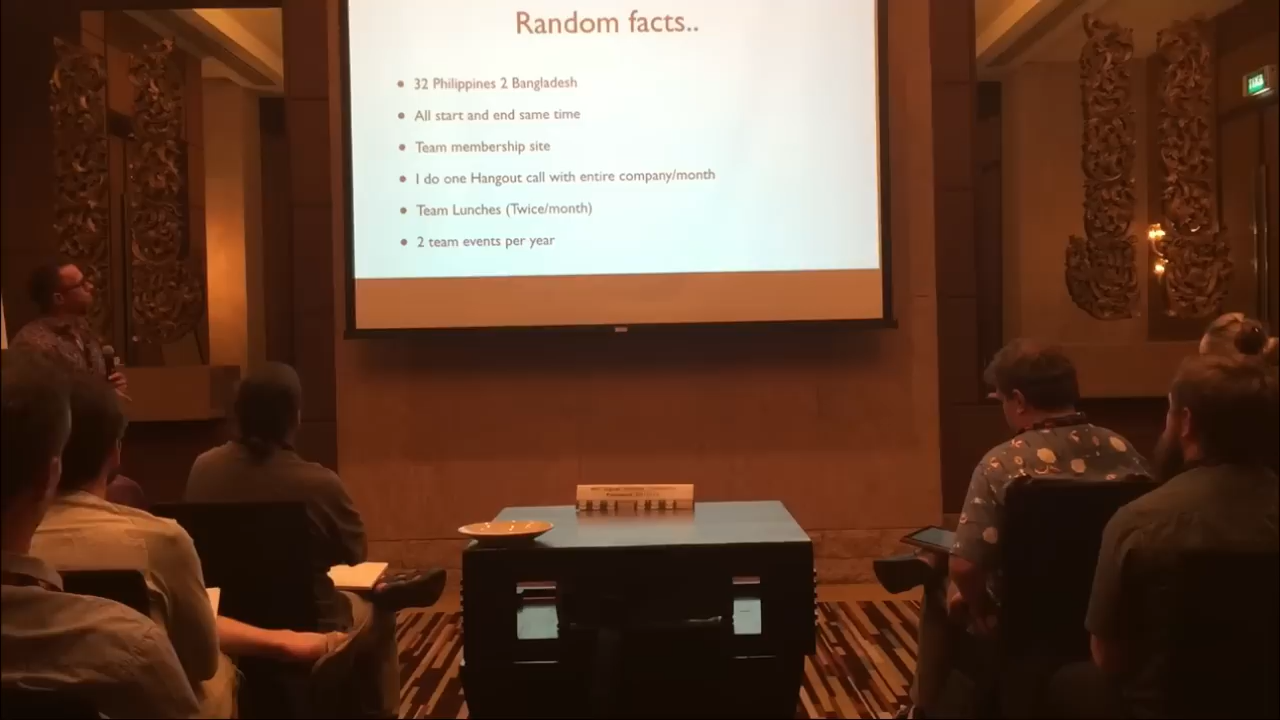 Random facts..
• 32 Philippines 2 Bangladesh
• All start and end same time
• Team membership site
• I do one Hangout call with entire company/month
• Team Lunches (Twice/month)
• 2 team events per year